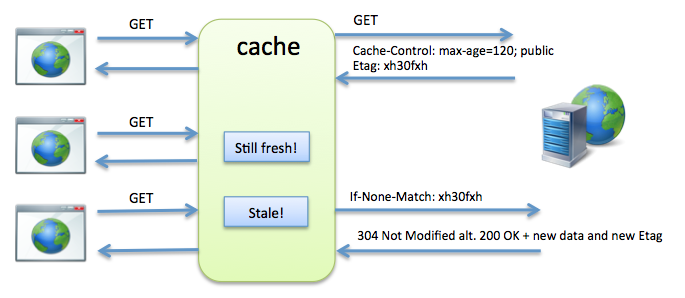 GET
GET
cache
Cache-Control: max-age=120; public
Etag: xh30fxh
GET
Still fresh!
GET
Stale!
If-None-Match: xh30fxh
304 Not Modified alt. 200 OK + new data and new Etag